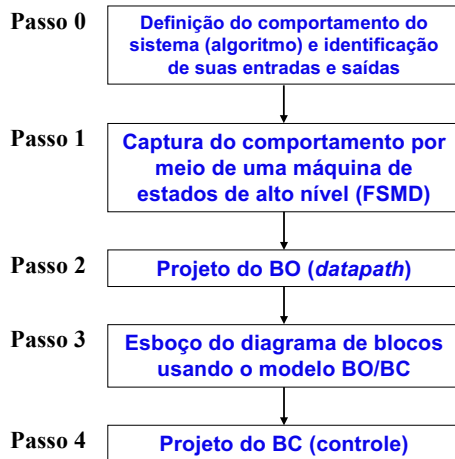 Passo 0
Definição do comportamento do
sistema (algoritmo) e identificação
de suas entradas e saídas
Passo 1
Captura do comportamento por
meio de uma máquina de
estados de alto nível (FSMD)
Passo 2
Projeto do BO (datapath)
Passo 3
Esboço do diagrama de blocos
usando o modelo BO/BC
Passo 4
Projeto do BC (controle)